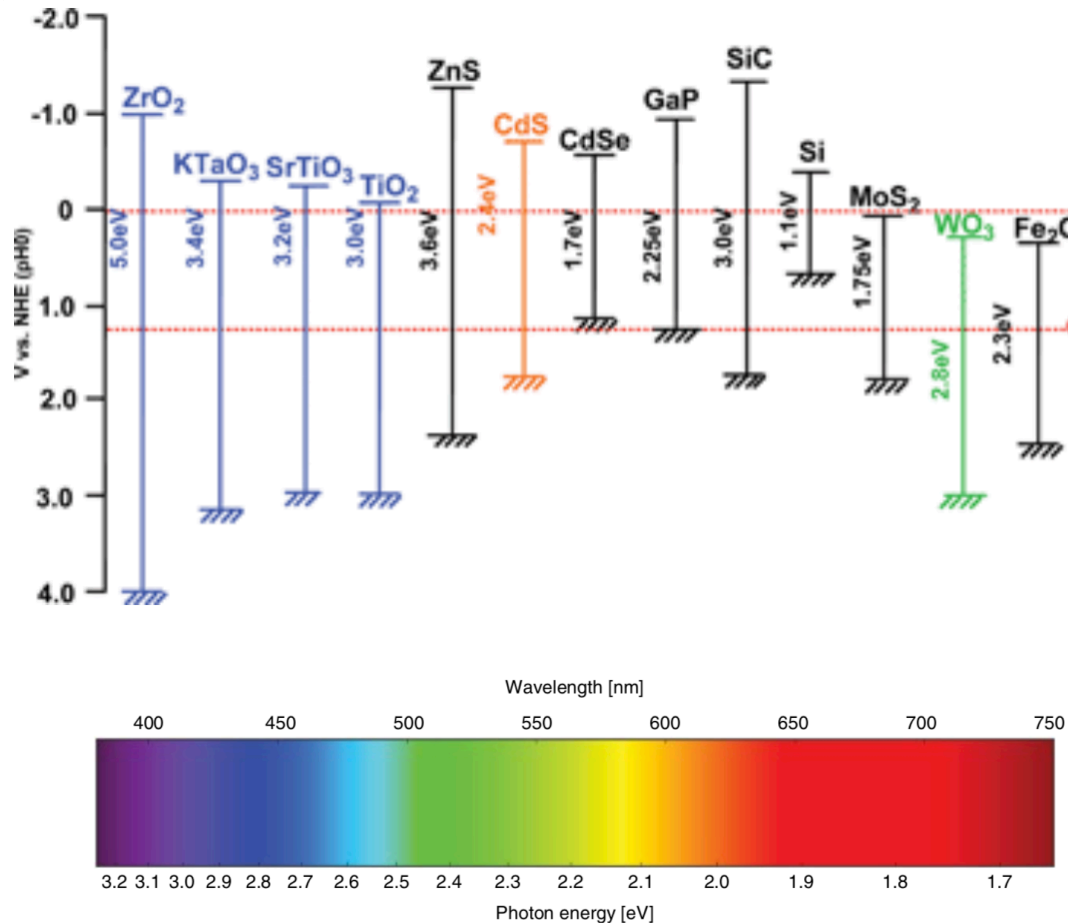 -2.0
-1.0
0
1.0
2.0
3.0
4.0
V vs. NHE (pH0)
ZrO₂
5.0eV
KTaO₃
3.4eV
SrTiO₃
3.2eV
TiO₂
3.0eV
ZnS
3.6eV
CdS
2.4eV
CdSe
1.7eV
GaP
2.25eV
SiC
3.0eV
Si
1.1eV
MoS₂
1.75eV
WO₃
2.8eV
Fe₂O
2.3eV
Wavelength [nm]
400 450 500 550 600 650 700 750
3.2 3.1 3.0 2.9 2.8 2.7 2.6 2.5 2.4 2.3 2.2 2.1 2.0 1.9 1.8 1.7
Photon energy [eV]